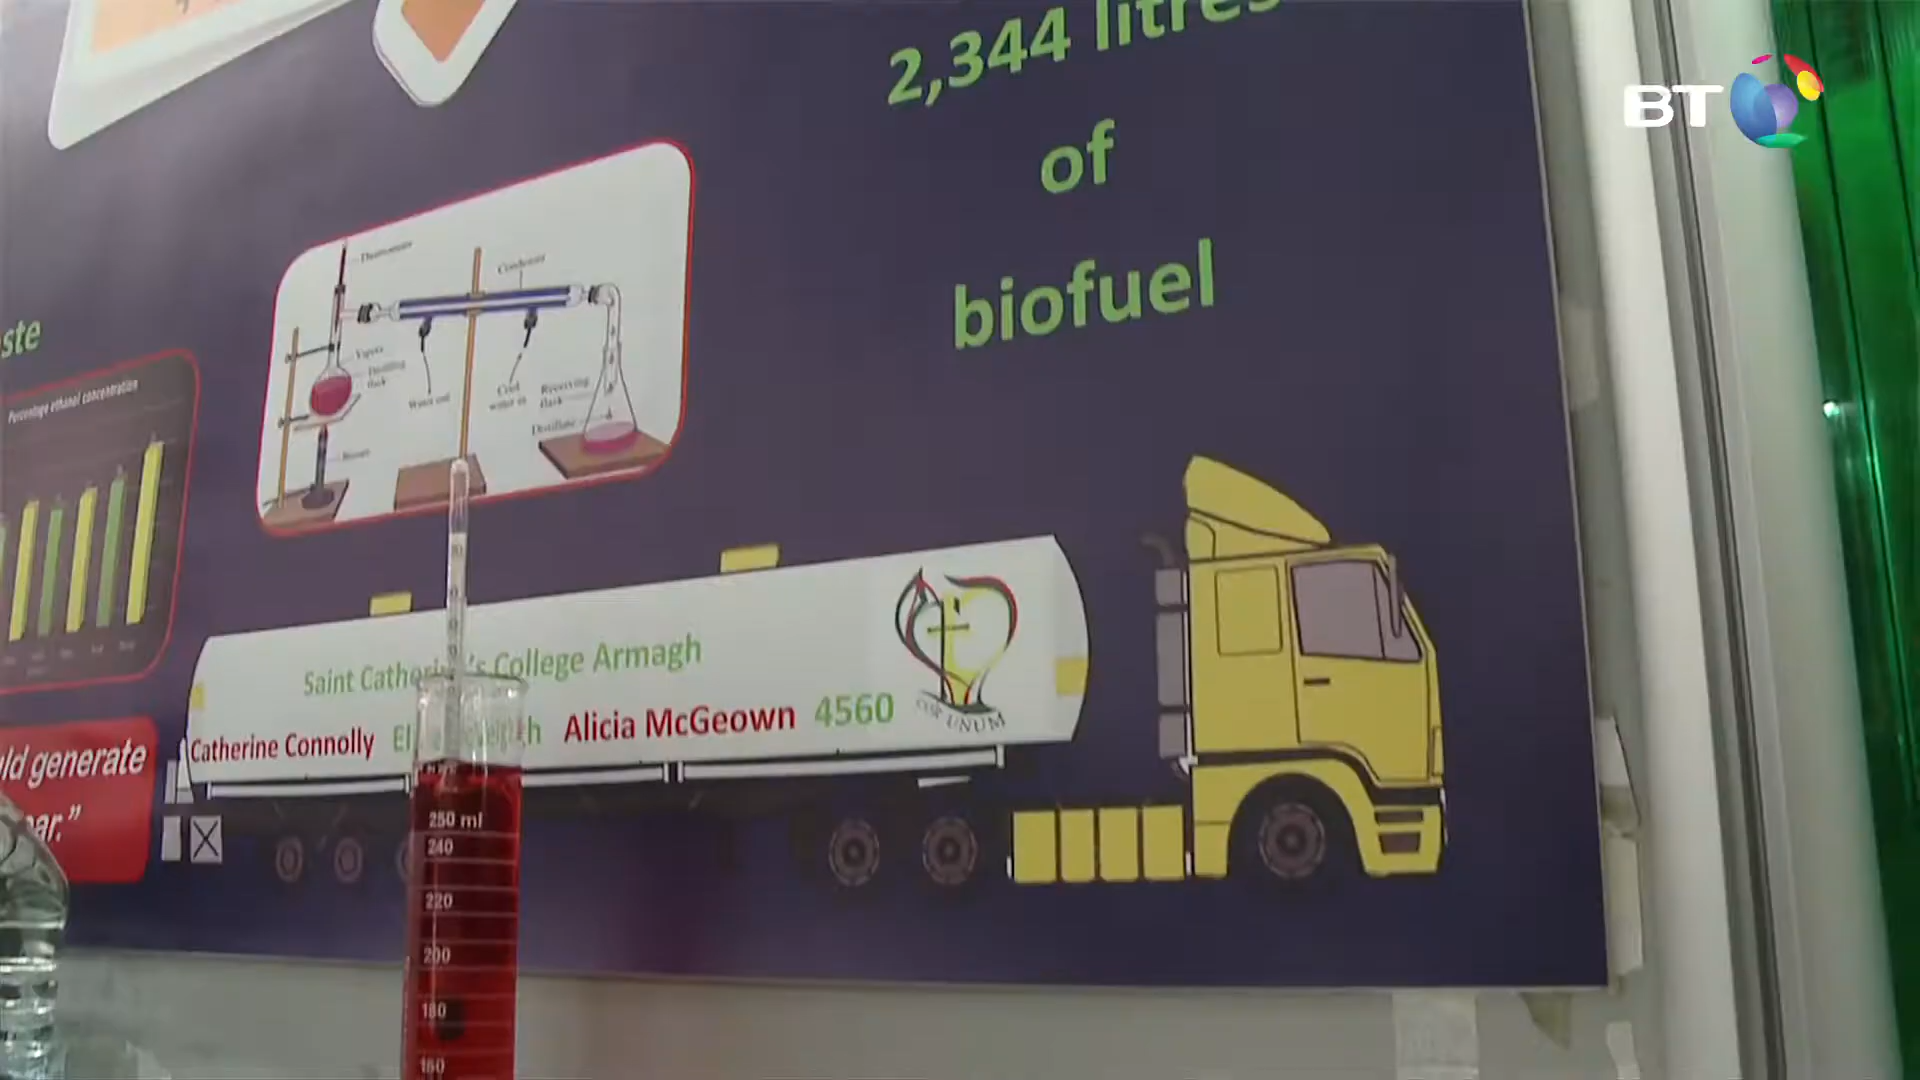 2,344 litres
of
biofuel
BT
Thermometer
Condenser
Vapors
Distilling
flask
Water out
Cool
water in
Receiving
flask
Distillate
Burner
ste
Percentage ethanol concentration
Saint Catherine's College Armagh
Catherine Connolly Alicia McGeown 4560
COR UNUM
ld generate
ar.”
250 ml
240
220
200
180
160